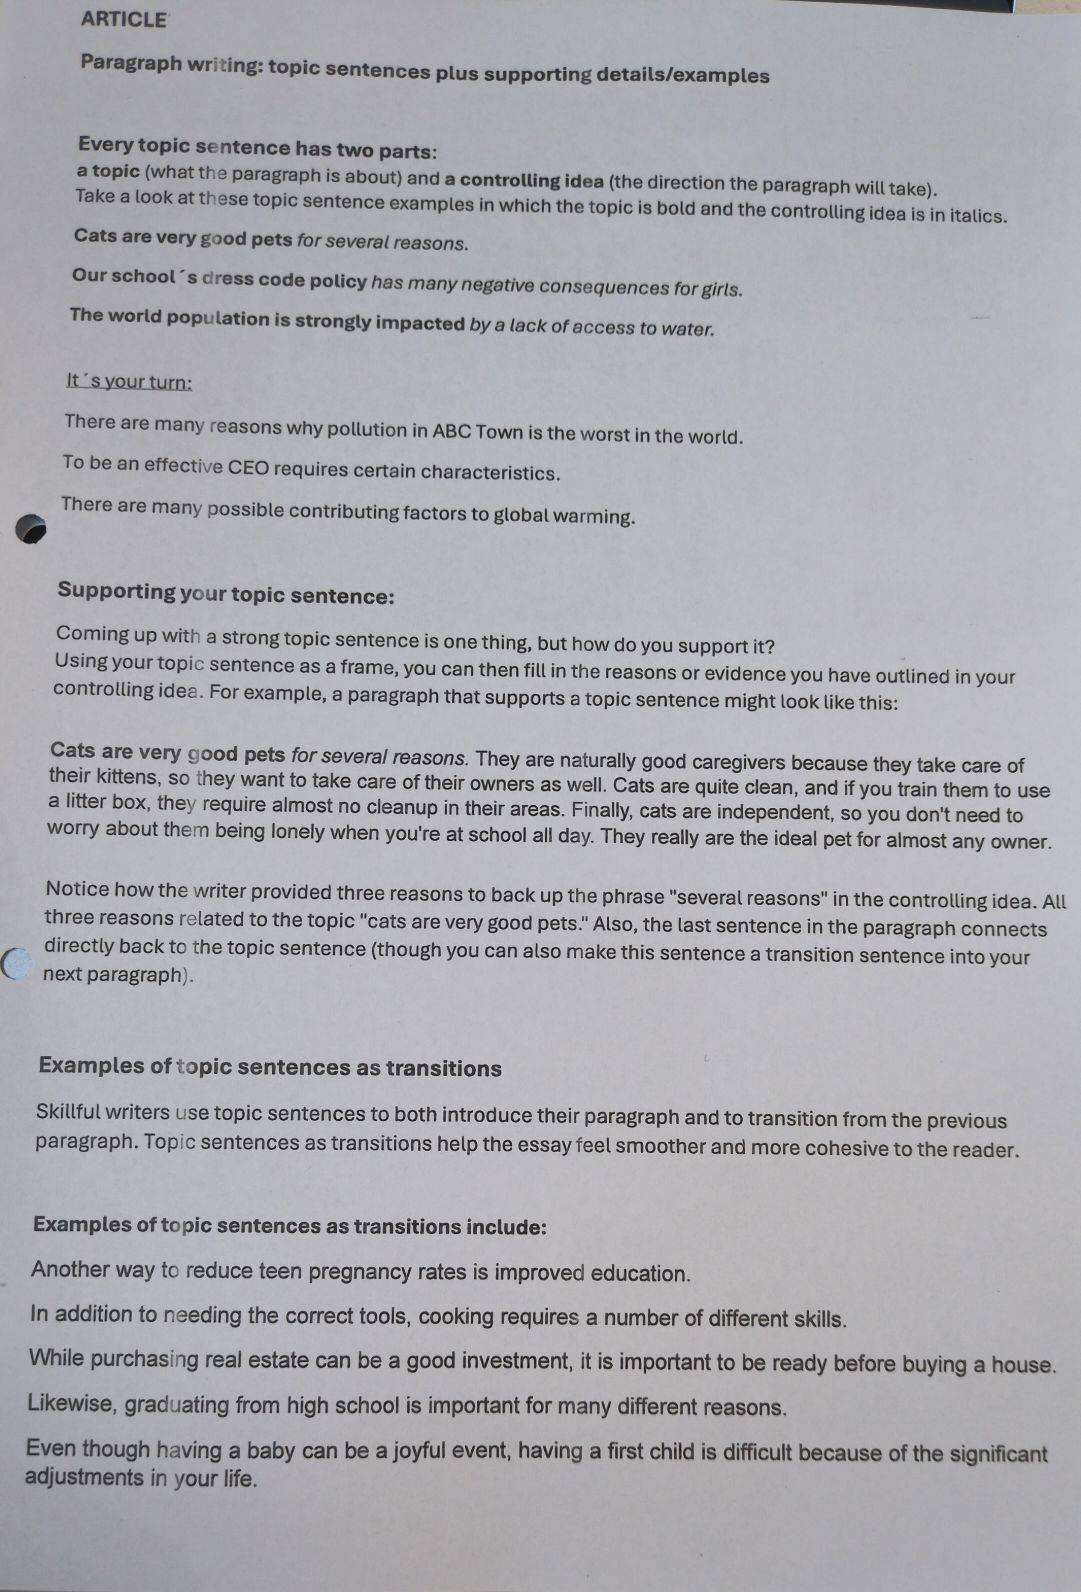 ARTICLE
Paragraph writing: topic sentences plus supporting details/examples
Every topic sentence has two parts:
a topic (what the paragraph is about) and a controlling idea (the direction the paragraph will take).
Take a look at these topic sentence examples in which the topic is bold and the controlling idea is in italics.
Cats are very good pets for several reasons.
Our school´s dress code policy has many negative consequences for girls.
The world population is strongly impacted by a lack of access to water.
It´s your turn:
There are many reasons why pollution in ABC Town is the worst in the world.
To be an effective CEO requires certain characteristics.
There are many possible contributing factors to global warming.
Supporting your topic sentence:
Coming up with a strong topic sentence is one thing, but how do you support it?
Using your topic sentence as a frame, you can then fill in the reasons or evidence you have outlined in your
controlling idea. For example, a paragraph that supports a topic sentence might look like this:
Cats are very good pets for several reasons. They are naturally good caregivers because they take care of
their kittens, so they want to take care of their owners as well. Cats are quite clean, and if you train them to use
a litter box, they require almost no cleanup in their areas. Finally, cats are independent, so you don't need to
worry about them being lonely when you're at school all day. They really are the ideal pet for almost any owner.
Notice how the writer provided three reasons to back up the phrase "several reasons" in the controlling idea. All
three reasons related to the topic "cats are very good pets." Also, the last sentence in the paragraph connects
directly back to the topic sentence (though you can also make this sentence a transition sentence into your
next paragraph).
Examples of topic sentences as transitions
Skillful writers use topic sentences to both introduce their paragraph and to transition from the previous
paragraph. Topic sentences as transitions help the essay feel smoother and more cohesive to the reader.
Examples of topic sentences as transitions include:
Another way to reduce teen pregnancy rates is improved education.
In addition to needing the correct tools, cooking requires a number of different skills.
While purchasing real estate can be a good investment, it is important to be ready before buying a house.
Likewise, graduating from high school is important for many different reasons.
Even though having a baby can be a joyful event, having a first child is difficult because of the significant
adjustments in your life.